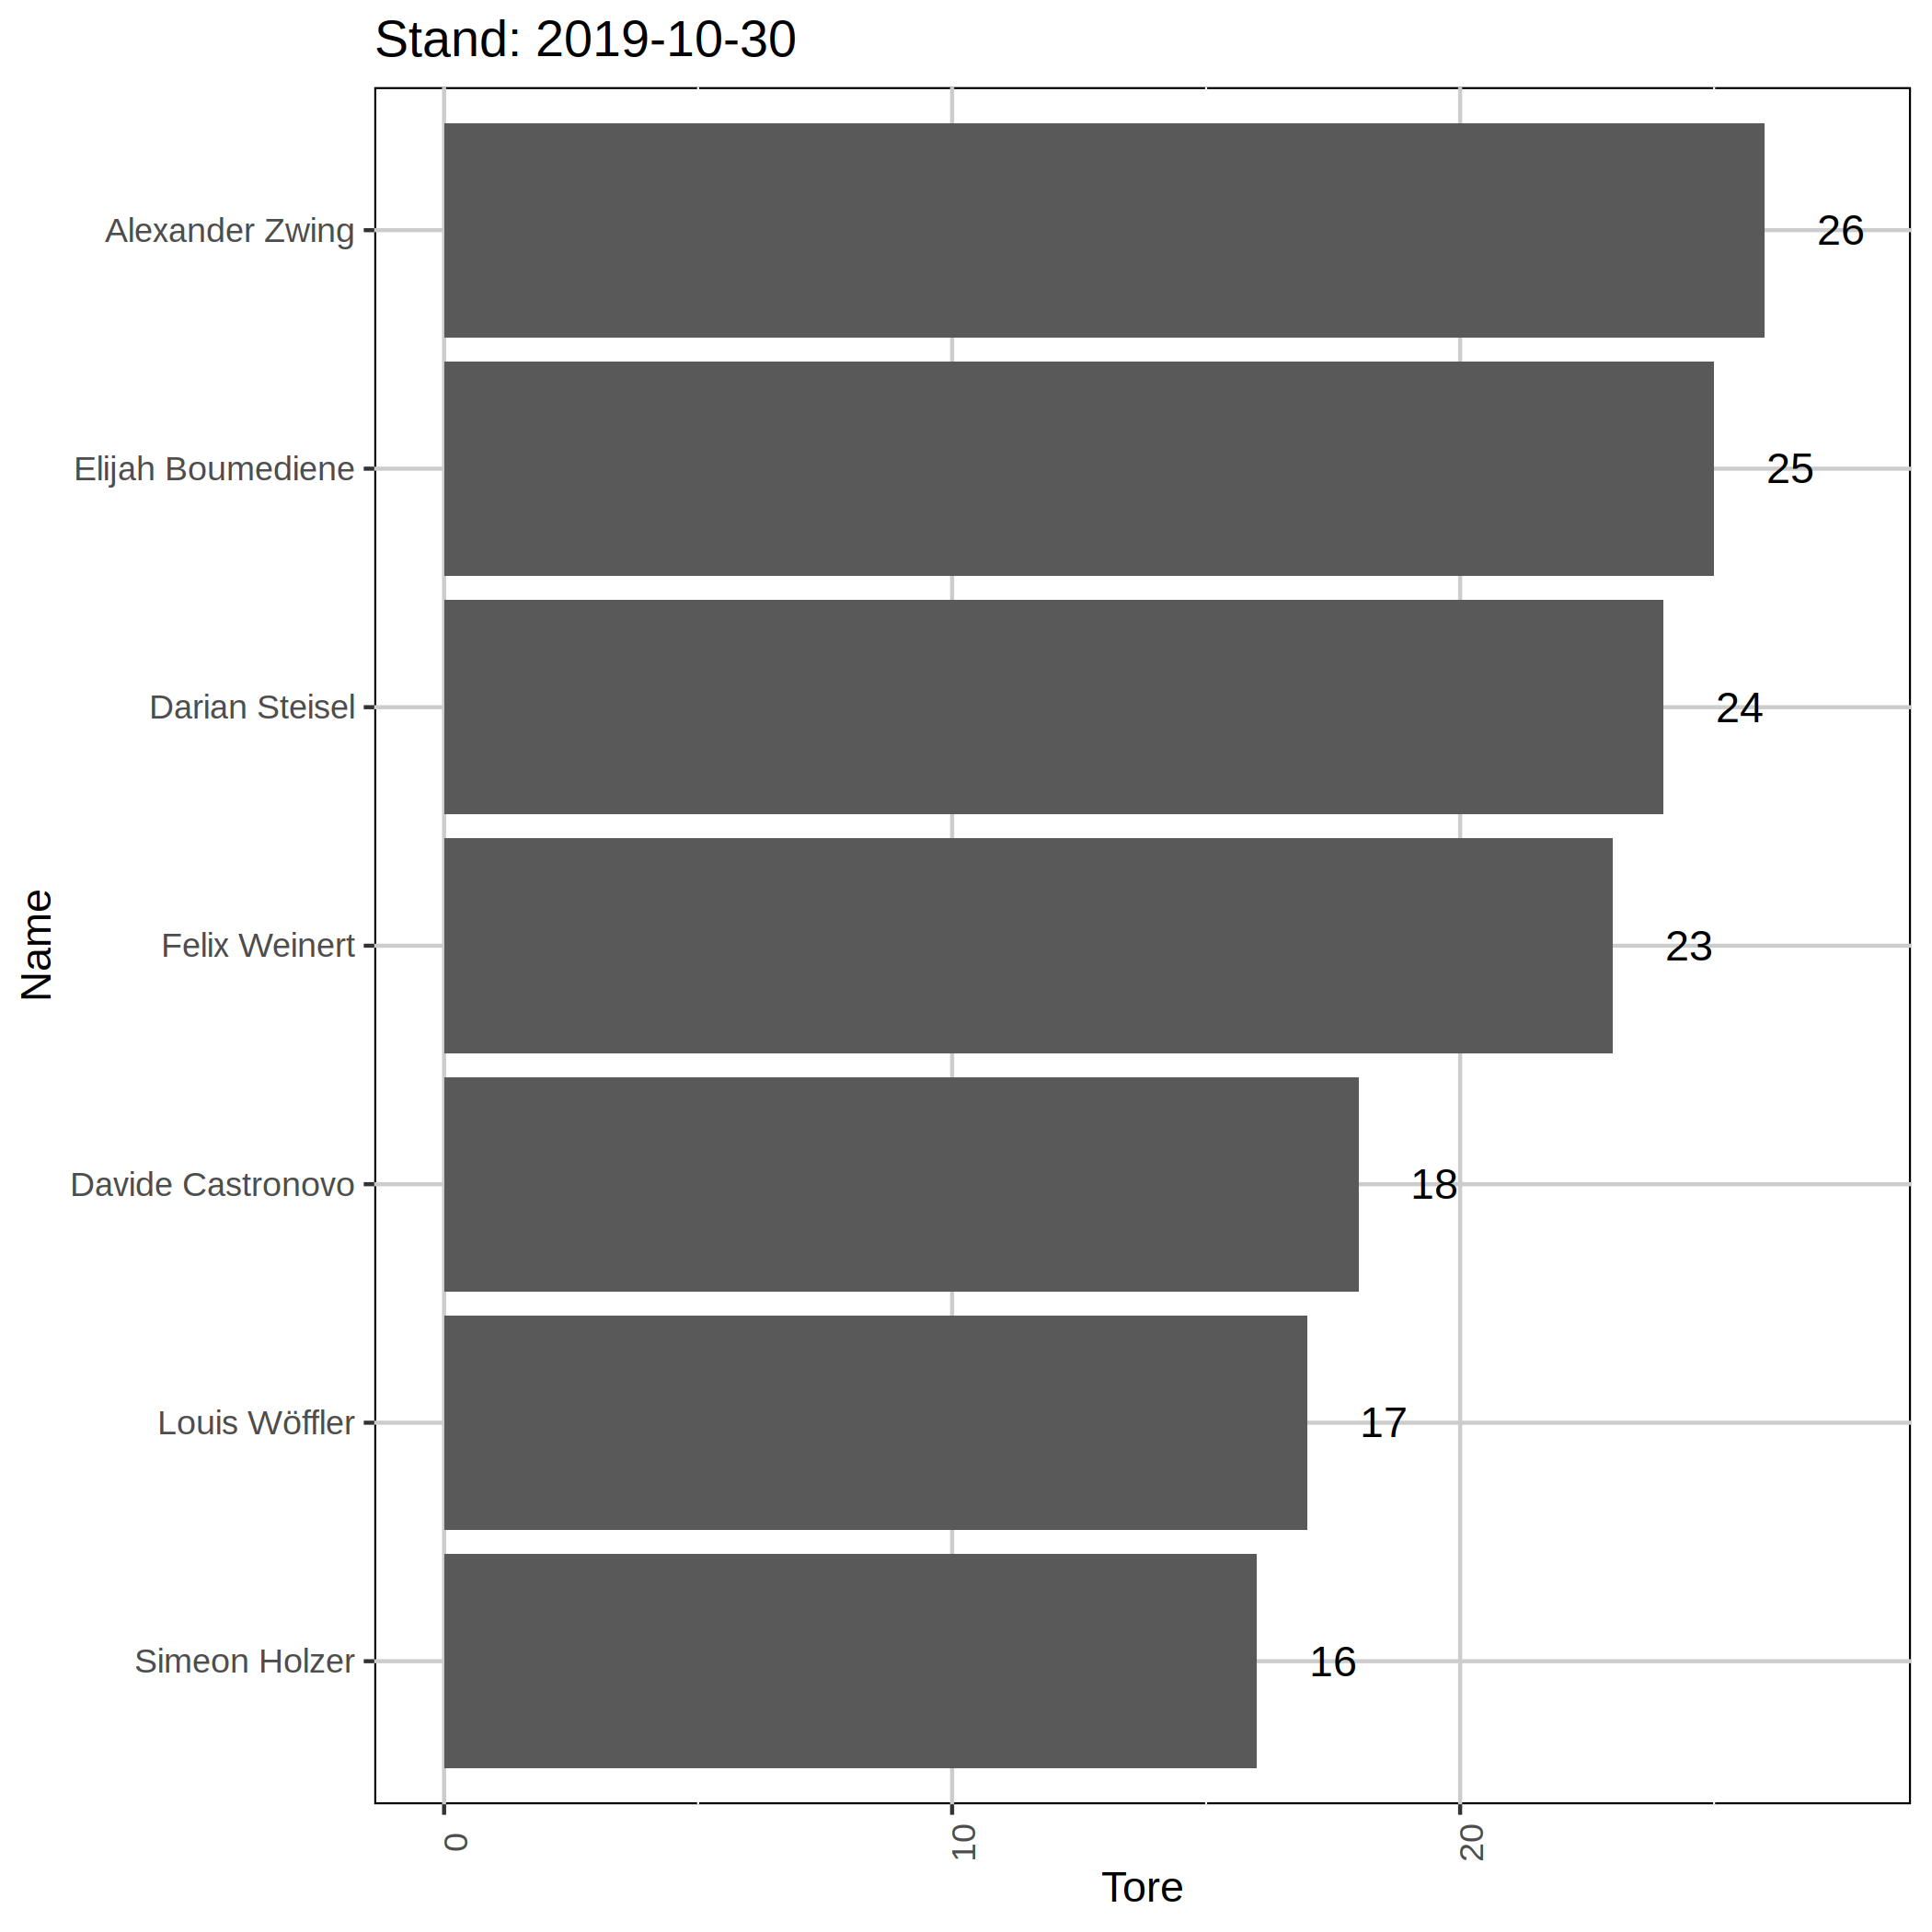 Stand: 2019-10-30
Name
Alexander Zwing
26
Elijah Boumediene
25
Darian Steisel
24
Felix Weinert
23
Davide Castronovo
18
Louis Wöffler
17
Simeon Holzer
16
0
10
20
Tore